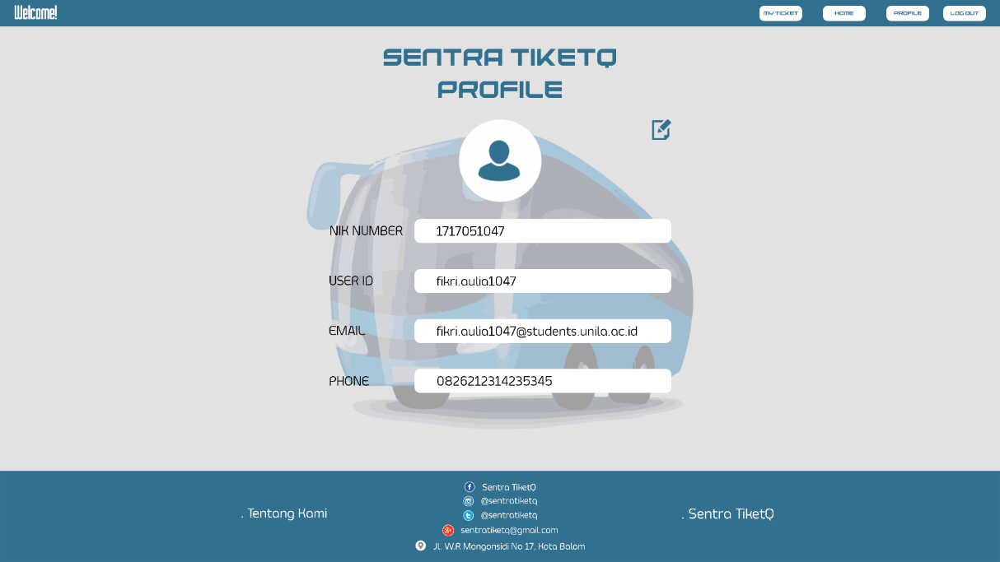 Welcome!
MY TICKET
HOME
PROFILE
LOG OUT
SENTRA TIKETQ
PROFILE
NIK NUMBER
1717051047
USER ID
fikri.aulia1047
EMAIL
fikri.aulia1047@students.unila.ac.id
PHONE
0826212314235345
. Tentang Kami
Sentra TiketQ
@sentratiketq
@sentratiketq
sentratiketq@gmail.com
Jl. W.R Mongonsidi No 17, Kota Balam
. Sentra TiketQ